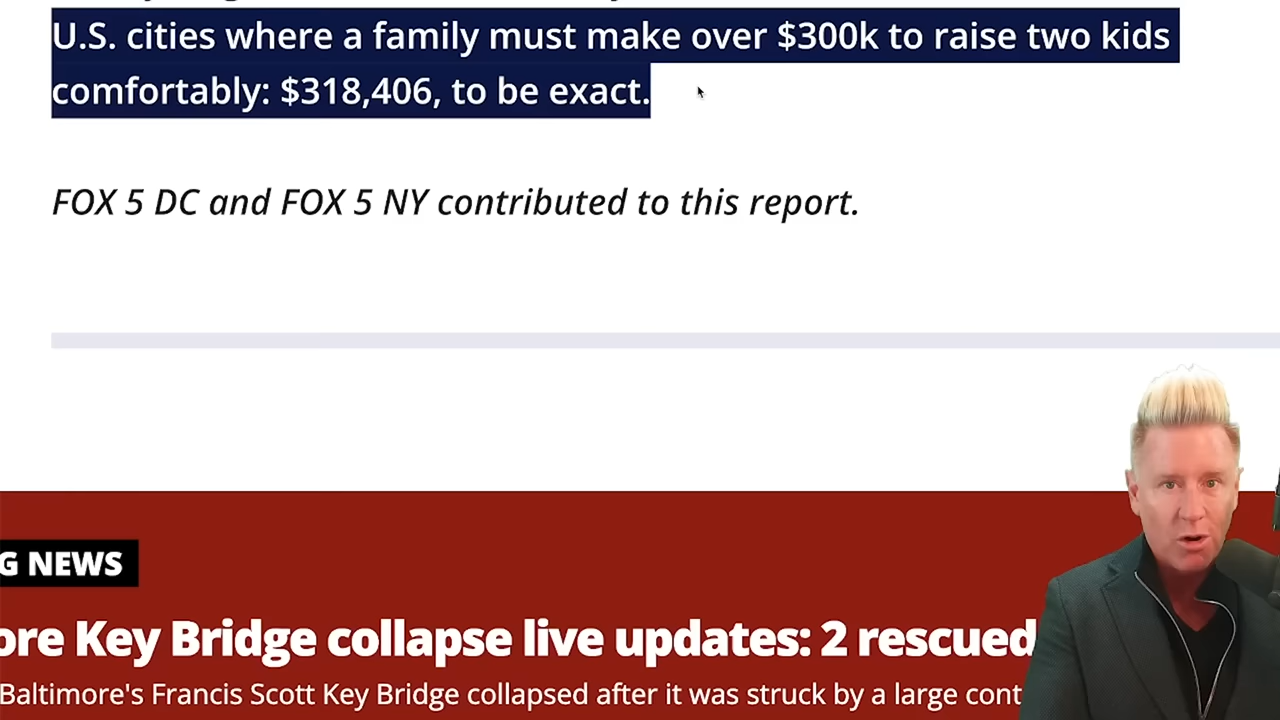 U.S. cities where a family must make over $300k to raise two kids
comfortably: $318,406, to be exact.
FOX 5 DC and FOX 5 NY contributed to this report.
G NEWS
ore Key Bridge collapse live updates: 2 rescued
Baltimore's Francis Scott Key Bridge collapsed after it was struck by a large cont